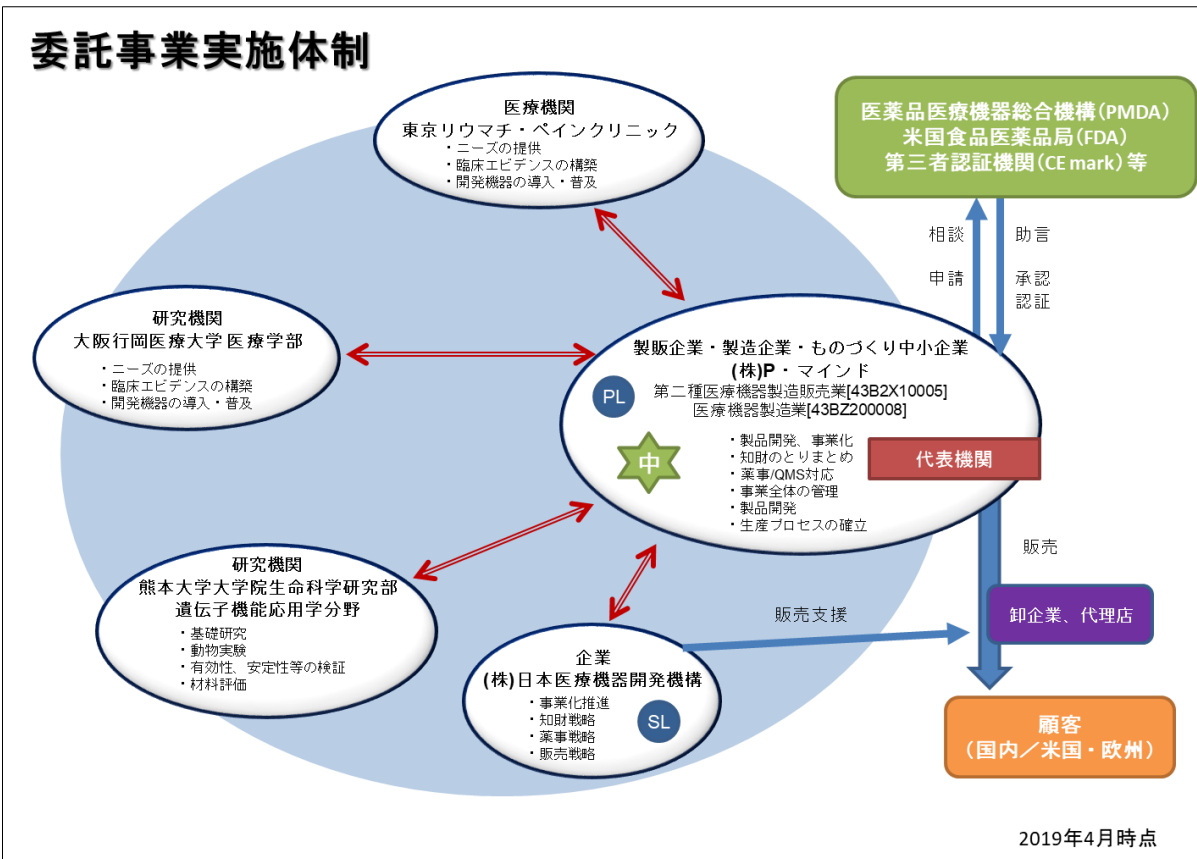 委託事業実施体制
医療機関
東京リウマチ・ペインクリニック
・ニーズの提供
・臨床エビデンスの構築
・開発機器の導入・普及
医薬品医療機器総合機構(PMDA)
米国食品医薬品局(FDA)
第三者認証機関(CE mark) 等
相談
助言
申請
承認
認証
研究機関
大阪行岡医療大学 医療学部
・ニーズの提供
・臨床エビデンスの構築
・開発機器の導入・普及
製販企業・製造企業・ものづくり中小企業
(株)P・マインド
PL
第二種医療機器製造販売業[43B2X10005]
医療機器製造業[43BZ200008]
中
・製品開発、事業化
・知財のとりまとめ
・薬事/QMS対応
・事業全体の管理
・製品開発
・生産プロセスの確立
代表機関
研究機関
熊本大学大学院生命科学研究部
遺伝子機能応用学分野
・基礎研究
・動物実験
・有効性、安定性等の検証
・材料評価
販売
販売支援
卸企業、代理店
企業
(株)日本医療機器開発機構
・事業化推進
・知財戦略
・薬事戦略
・販売戦略
SL
顧客
(国内／米国・欧州)
2019年4月時点